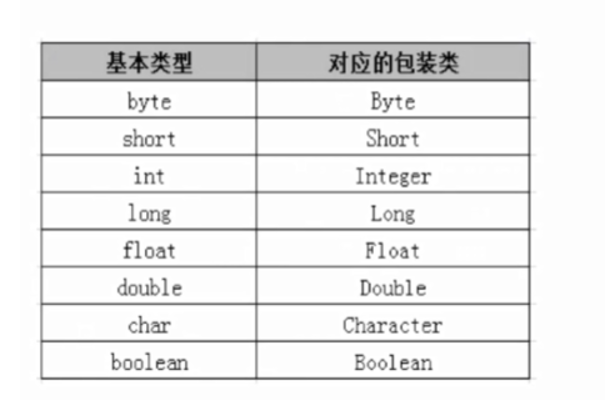 基本类型 对应的包装类
byte Byte
short Short
int Integer
long Long
float Float
double Double
char Character
boolean Boolean